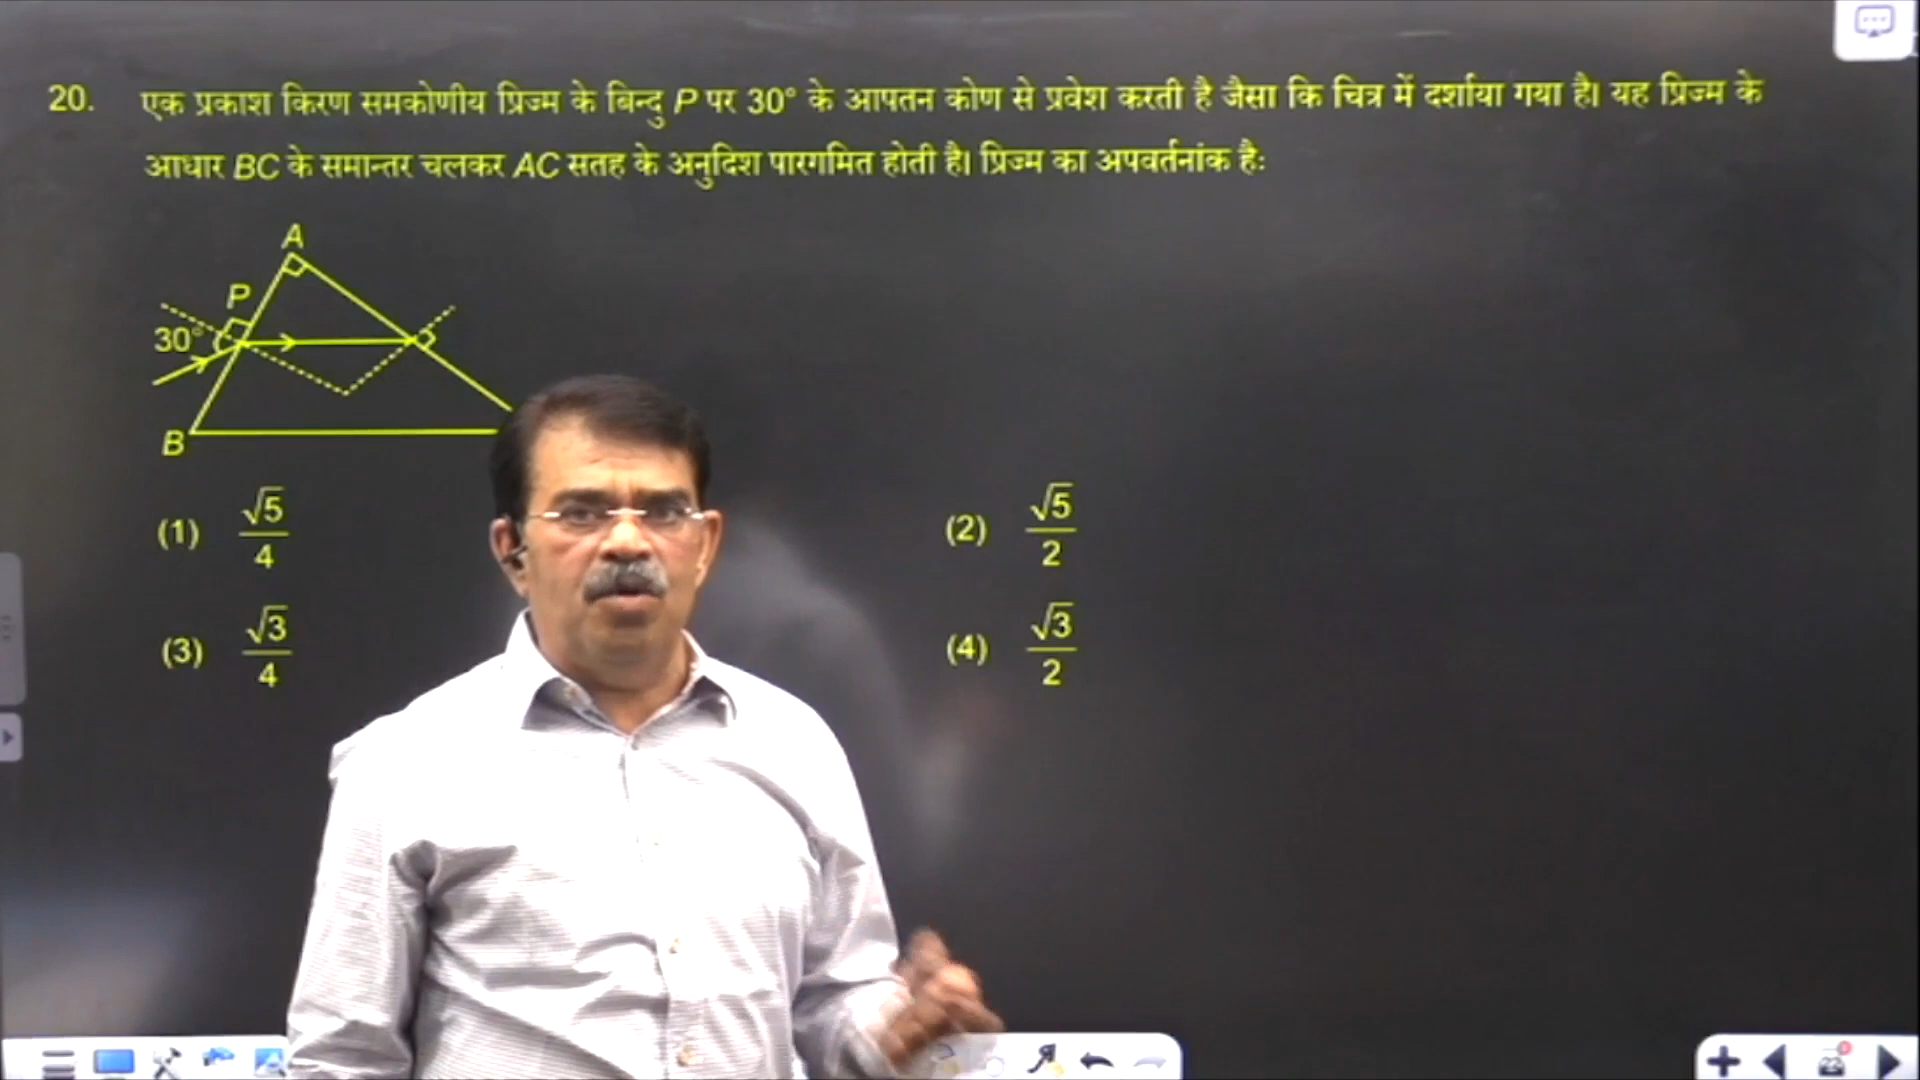 20. एक प्रकाश किरण समकोणीय प्रिज्म के बिन्दु P पर 30° के आपतन कोण से प्रवेश करती है जैसा कि चित्र में दर्शाया गया है। यह प्रिज्म के
आधार BC के समान्तर चलकर AC सतह के अनुदिश पारगमित होती है। प्रिज्म का अपवर्तनांक है:
A
P
30°
B
(1) √5/4
(2) √5/2
(3) √3/4
(4) √3/2
22